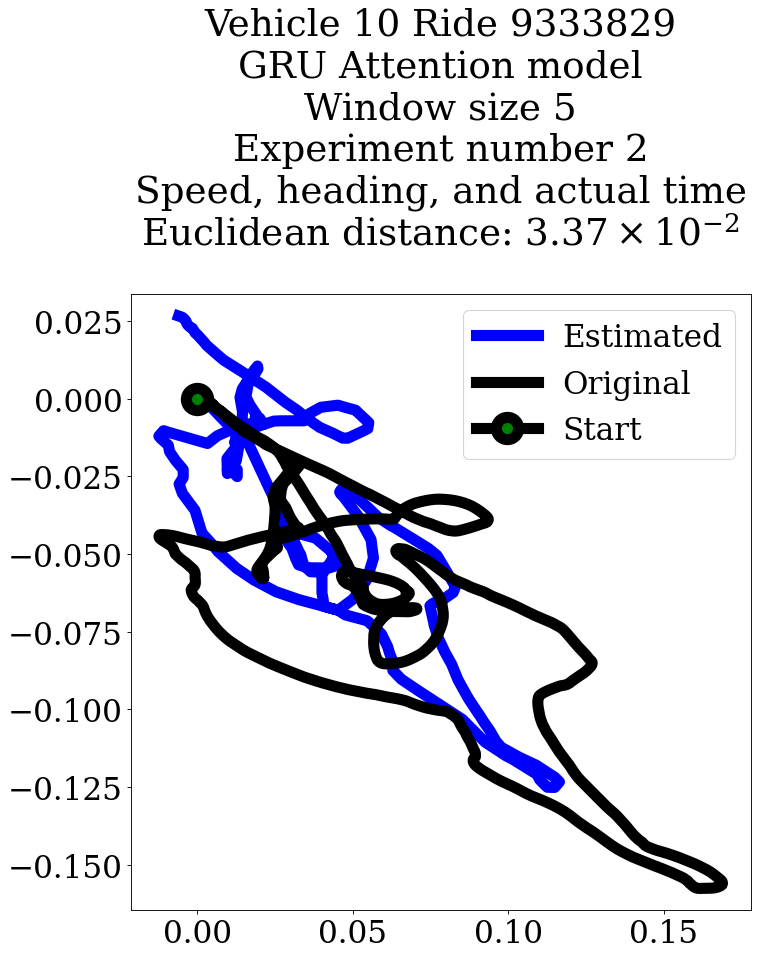 Vehicle 10 Ride 9333829
GRU Attention model
Window size 5
Experiment number 2
Speed, heading, and actual time
Euclidean distance: 3.37 × 10⁻²
Estimated
Original
Start
0.025
0.000
−0.025
−0.050
−0.075
−0.100
−0.125
−0.150
0.00 0.05 0.10 0.15